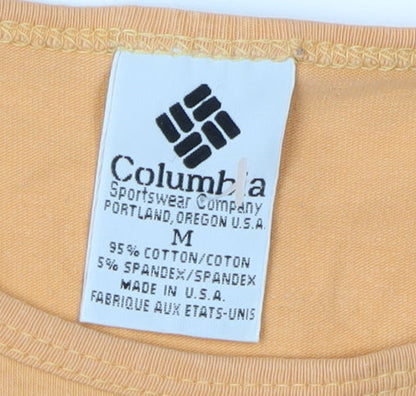 Columbia
Sportswear Company
PORTLAND, OREGON U.S.A.
M
95% COTTON/COTON
5% SPANDEX/SPANDEX
MADE IN U.S.A.
FABRIQUE AUX ETATS-UNIS